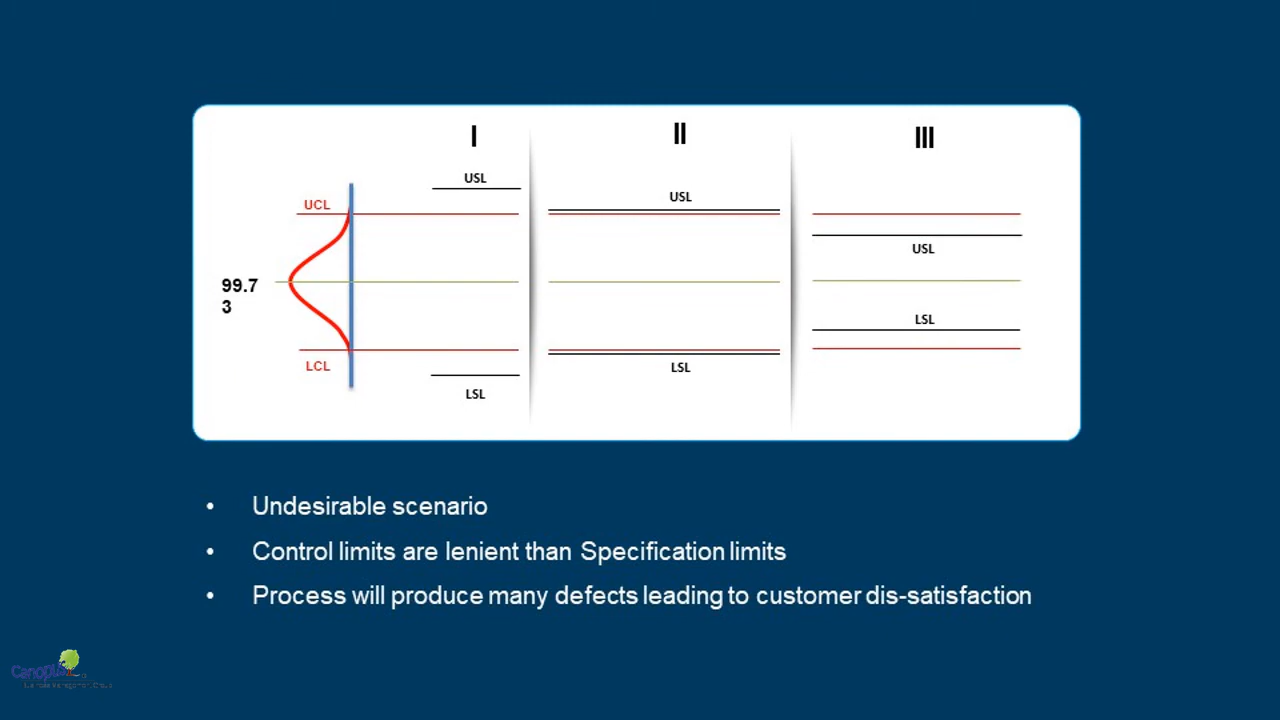 I
II
III
USL
USL
UCL
USL
99.7
3
LSL
LCL
LSL
LSL
• Undesirable scenario
• Control limits are lenient than Specification limits
• Process will produce many defects leading to customer dis-satisfaction
Canopus